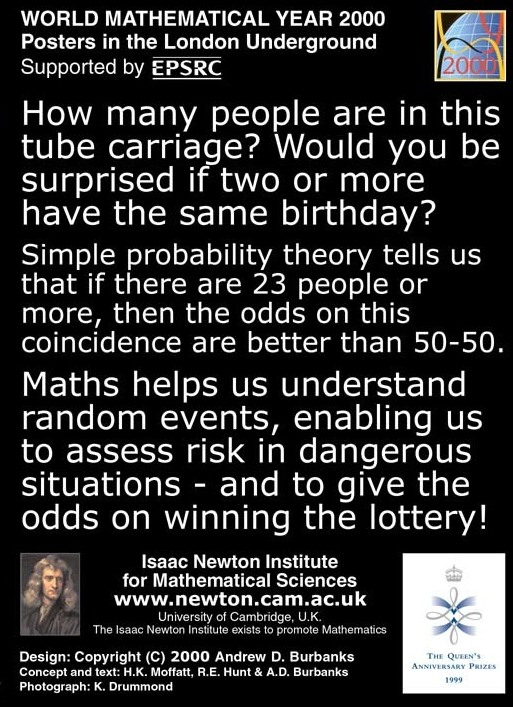 WORLD MATHEMATICAL YEAR 2000
Posters in the London Underground
Supported by EPSRC
2000
How many people are in this
tube carriage? Would you be
surprised if two or more
have the same birthday?
Simple probability theory tells us
that if there are 23 people or
more, then the odds on this
coincidence are better than 50-50.
Maths helps us understand
random events, enabling us
to assess risk in dangerous
situations - and to give the
odds on winning the lottery!
Isaac Newton Institute
for Mathematical Sciences
www.newton.cam.ac.uk
University of Cambridge, U.K.
The Isaac Newton Institute exists to promote Mathematics
Design: Copyright (C) 2000 Andrew D. Burbanks
Concept and text: H.K. Moffatt, R.E. Hunt & A.D. Burbanks
Photograph: K. Drummond
THE QUEEN'S
ANNIVERSARY PRIZES
1999